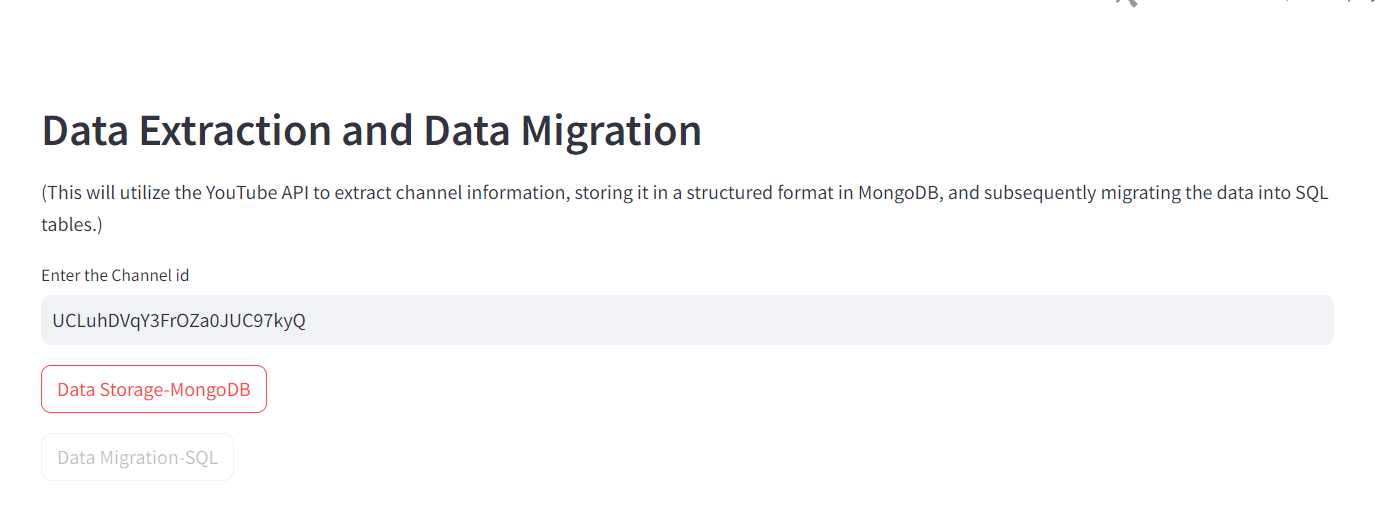 Data Extraction and Data Migration
(This will utilize the YouTube API to extract channel information, storing it in a structured format in MongoDB, and subsequently migrating the data into SQL
tables.)
Enter the Channel id
UCLuhDVqY3FrOZa0JUC97kyQ
Data Storage-MongoDB
Data Migration-SQL